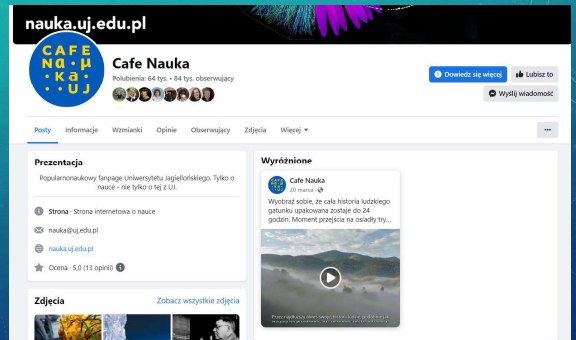 nauka.uj.edu.pl
CAFE
Nα·μ
·Kα·
··UJ
Cafe Nauka
Polubienia: 64 tys. • 84 tys. obserwujący
Dowiedz się więcej
Lubisz to
Wyślij wiadomość
Posty Informacje Wzmianki Opinie Obserwujący Zdjęcia Więcej
Prezentacja
Popularnonaukowy fanpage Uniwersytetu Jagiellońskiego. Tylko o
nauce - nie tylko o tej z UJ.
Strona · Strona internetowa o nauce
nauka@uj.edu.pl
nauka.uj.edu.pl
Ocena · 5,0 (13 opinii)
Zdjęcia Zobacz wszystkie zdjęcia
Wyróżnione
Cafe Nauka
20 marca ·
Wyobraź sobie, że cała historia ludzkiego
gatunku upakowana zostaje do 24
godzin. Moment przejścia na osiadły try...